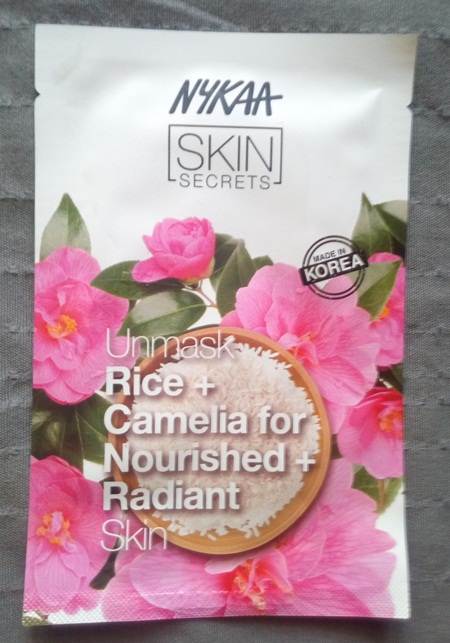 NYKAA
SKIN
SECRETS
MADE IN
KOREA
Unmask
Rice +
Camelia for
Nourished +
Radiant
Skin